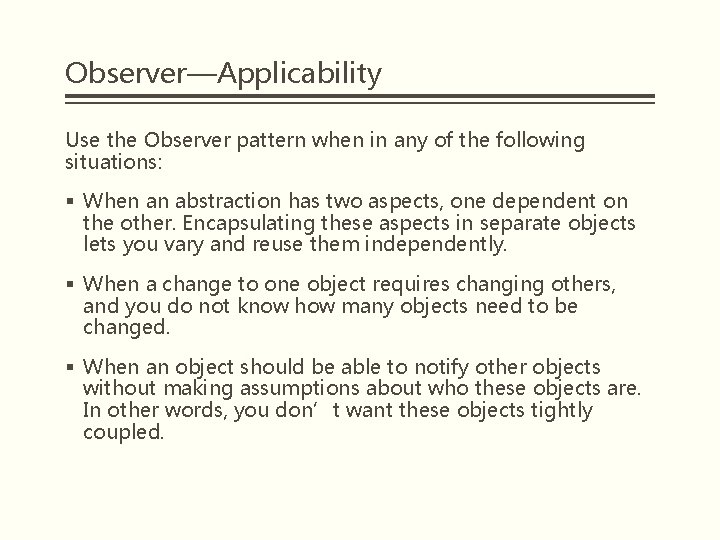 Observer—Applicability
Use the Observer pattern when in any of the following
situations:
▪ When an abstraction has two aspects, one dependent on
the other. Encapsulating these aspects in separate objects
lets you vary and reuse them independently.
▪ When a change to one object requires changing others,
and you do not know how many objects need to be
changed.
▪ When an object should be able to notify other objects
without making assumptions about who these objects are.
In other words, you don’t want these objects tightly
coupled.